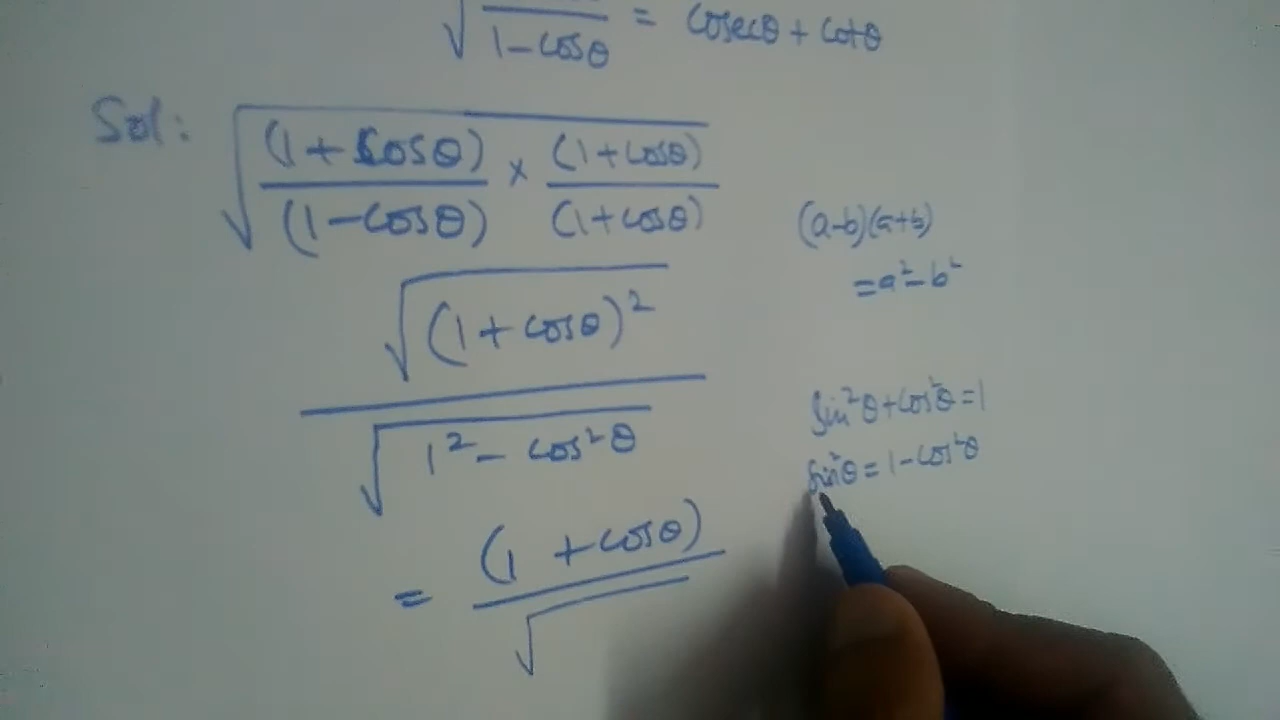 √ / 1-cosθ = cosecθ + cotθ
Sol: √((1+cosθ)/(1-cosθ) × (1+cosθ)/(1+cosθ))
(a-b)(a+b)
= a² - b²
√((1+cosθ)²) / √(1² - cos²θ)
sin²θ + cos²θ = 1
sin²θ = 1 - cos²θ
= (1 + cosθ) / √